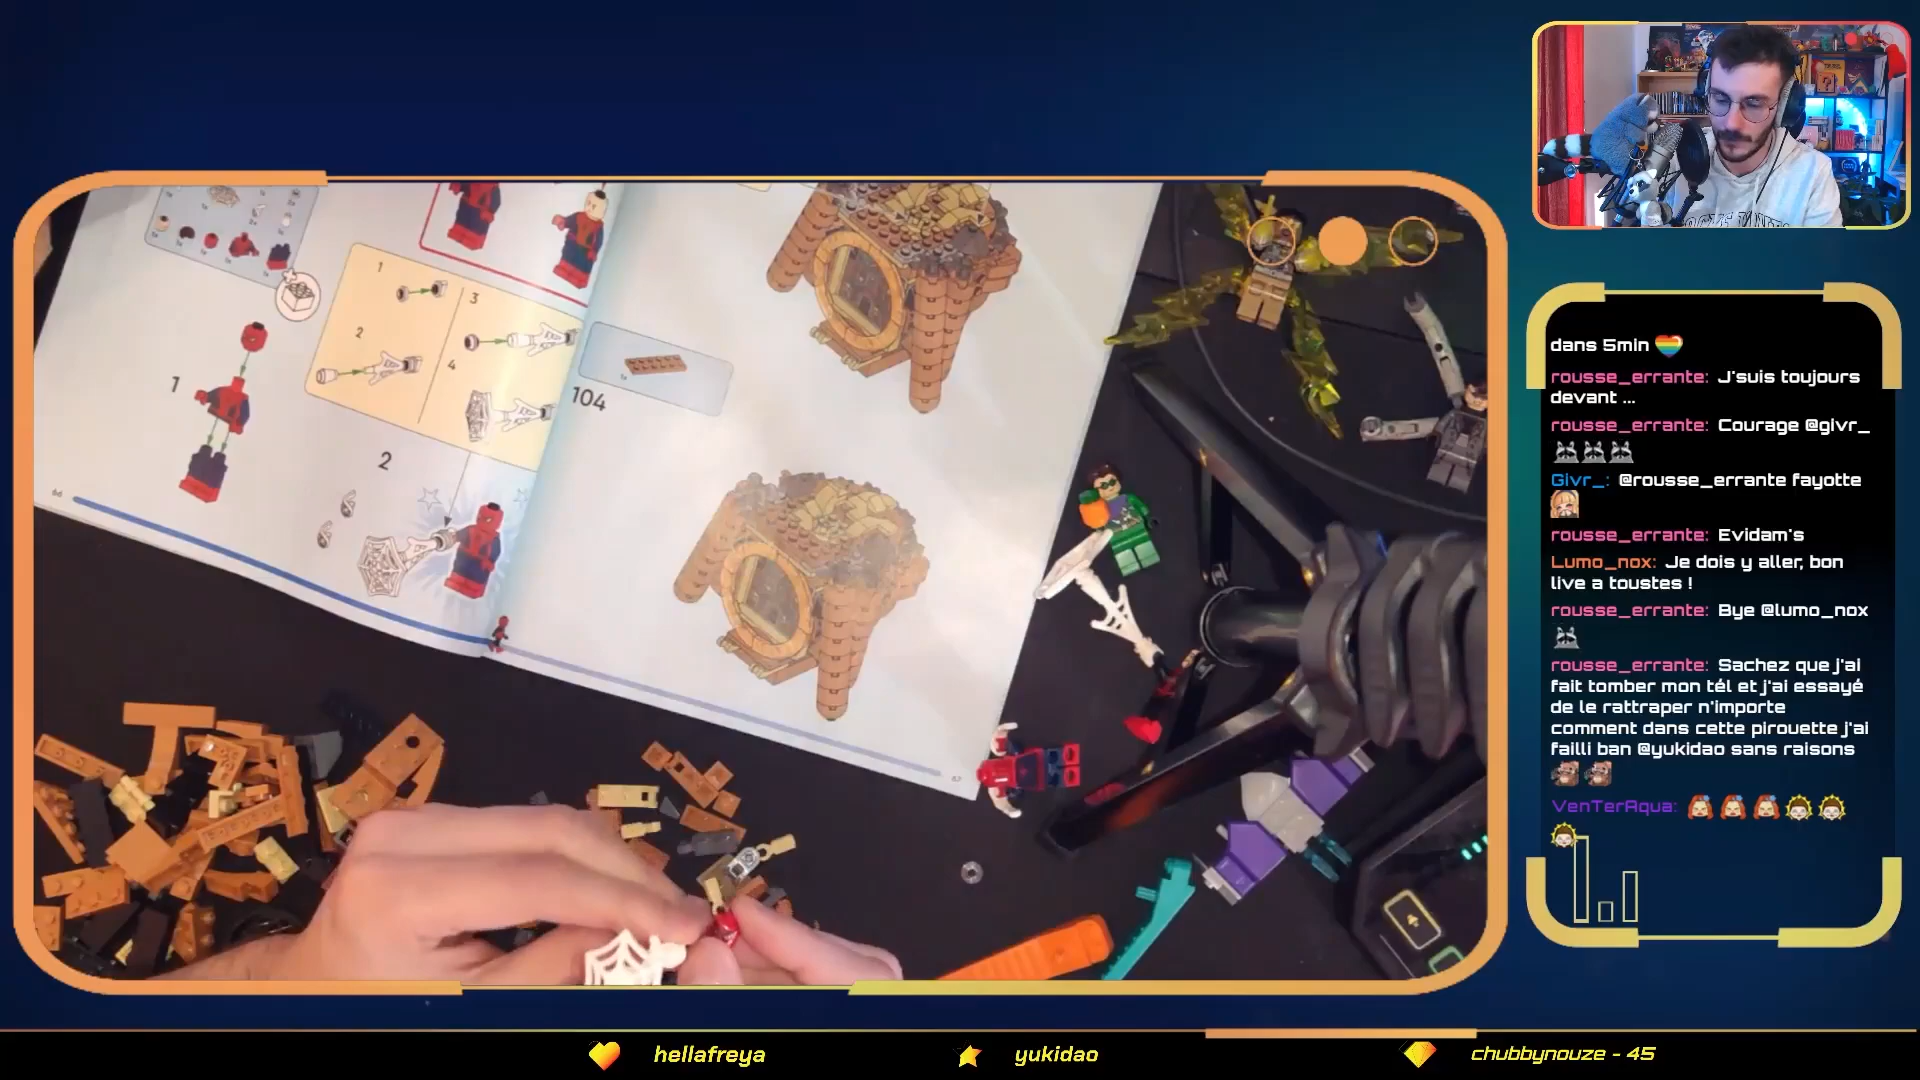 1
3
2
4
1
2
66
104
67
dans 5min
rousse_errante: J'suis toujours
devant ...
rousse_errante: Courage @givr_
Givr_: @rousse_errante fayotte
rousse_errante: Evidam's
Lumo_nox: Je dois y aller, bon
live a toustes !
rousse_errante: Bye @lumo_nox
rousse_errante: Sachez que j'ai
fait tomber mon tél et j'ai essayé
de le rattraper n'importe
comment dans cette pirouette j'ai
failli ban @yukidao sans raisons
VenTerAqua:
hellafreya
yukidao
chubbynouze - 45